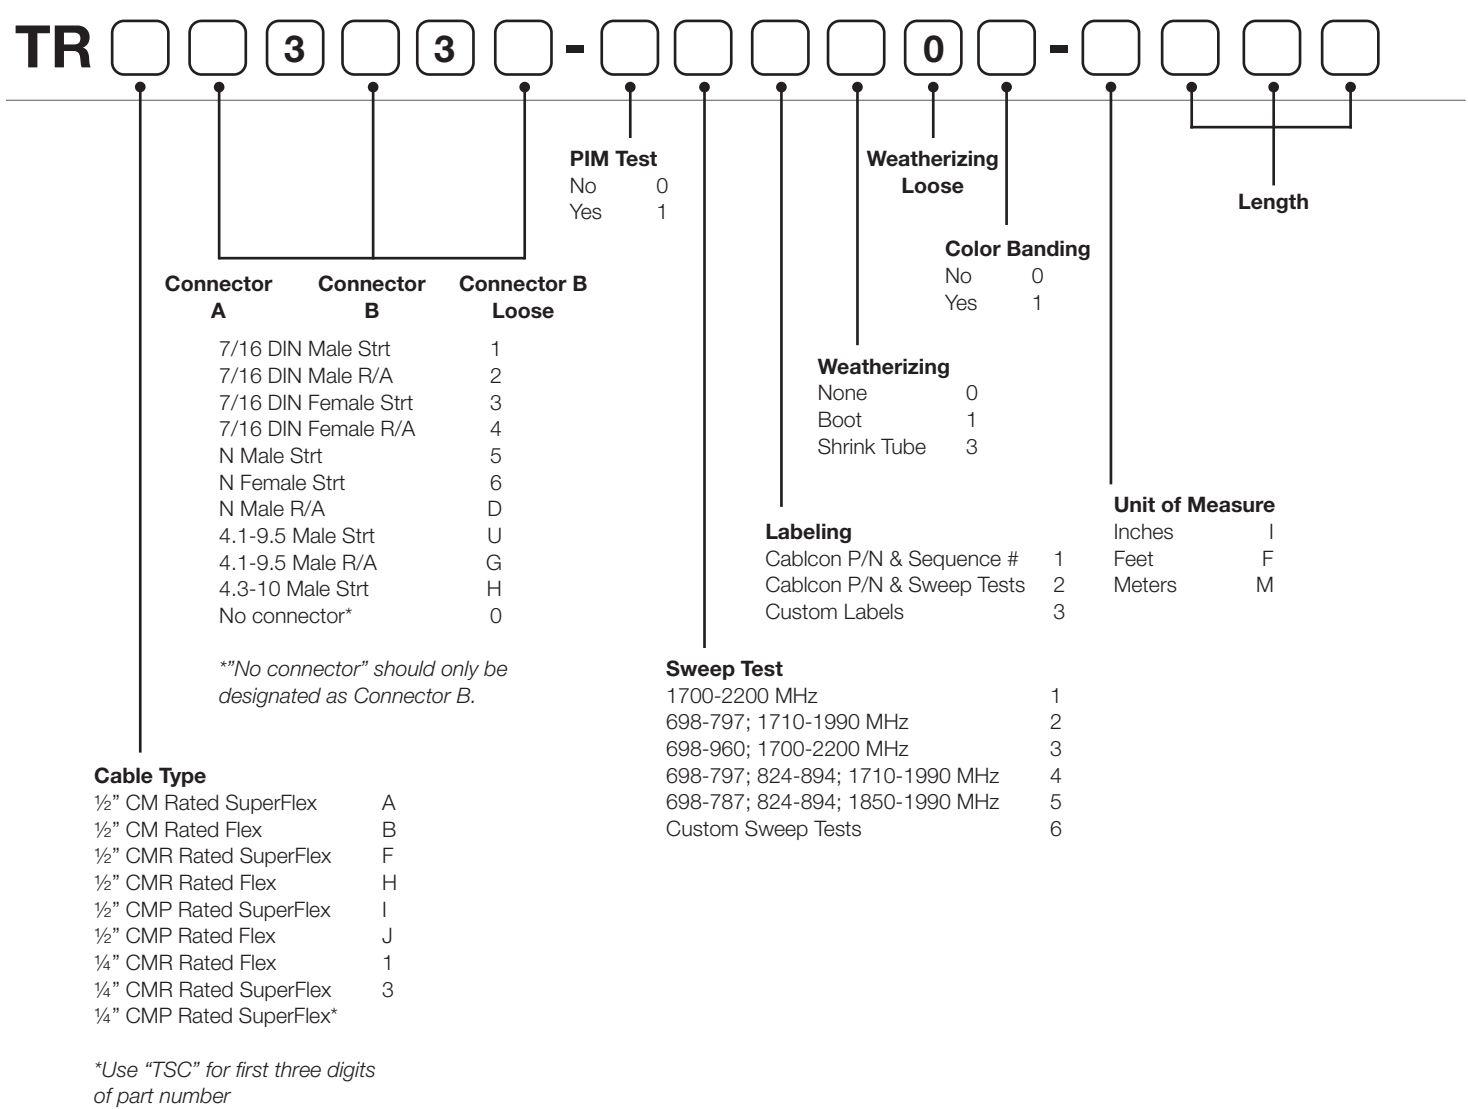 TR 3 3 - 0 -
PIM Test
No 0
Yes 1
Weatherizing
Loose
Length
Color Banding
No 0
Yes 1
Connector A
Connector B
Connector B Loose
7/16 DIN Male Strt 1
7/16 DIN Male R/A 2
7/16 DIN Female Strt 3
7/16 DIN Female R/A 4
N Male Strt 5
N Female Strt 6
N Male R/A D
4.1-9.5 Male Strt U
4.1-9.5 Male R/A G
4.3-10 Male Strt H
No connector* 0
*”No connector” should only be
designated as Connector B.
Weatherizing
None 0
Boot 1
Shrink Tube 3
Labeling
Cablcon P/N & Sequence # 1
Cablcon P/N & Sweep Tests 2
Custom Labels 3
Unit of Measure
Inches I
Feet F
Meters M
Sweep Test
1700-2200 MHz 1
698-797; 1710-1990 MHz 2
698-960; 1700-2200 MHz 3
698-797; 824-894; 1710-1990 MHz 4
698-787; 824-894; 1850-1990 MHz 5
Custom Sweep Tests 6
Cable Type
½” CM Rated SuperFlex A
½” CM Rated Flex B
½” CMR Rated SuperFlex F
½” CMR Rated Flex H
½” CMP Rated SuperFlex I
½” CMP Rated Flex J
¼” CMR Rated Flex 1
¼” CMR Rated SuperFlex 3
¼” CMP Rated SuperFlex*
*Use “TSC” for first three digits
of part number